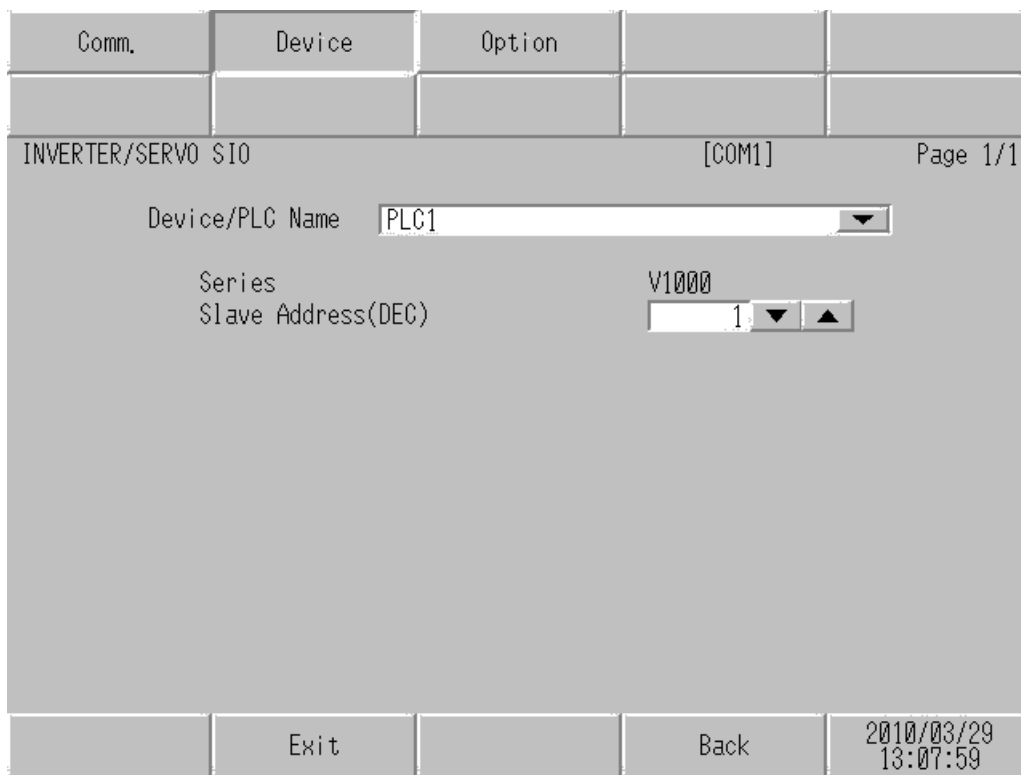 Comm. Device Option
INVERTER/SERVO SIO [COM1] Page 1/1
Device/PLC Name PLC1
Series V1000
Slave Address(DEC) 1
Exit Back 2010/03/29
13:07:59